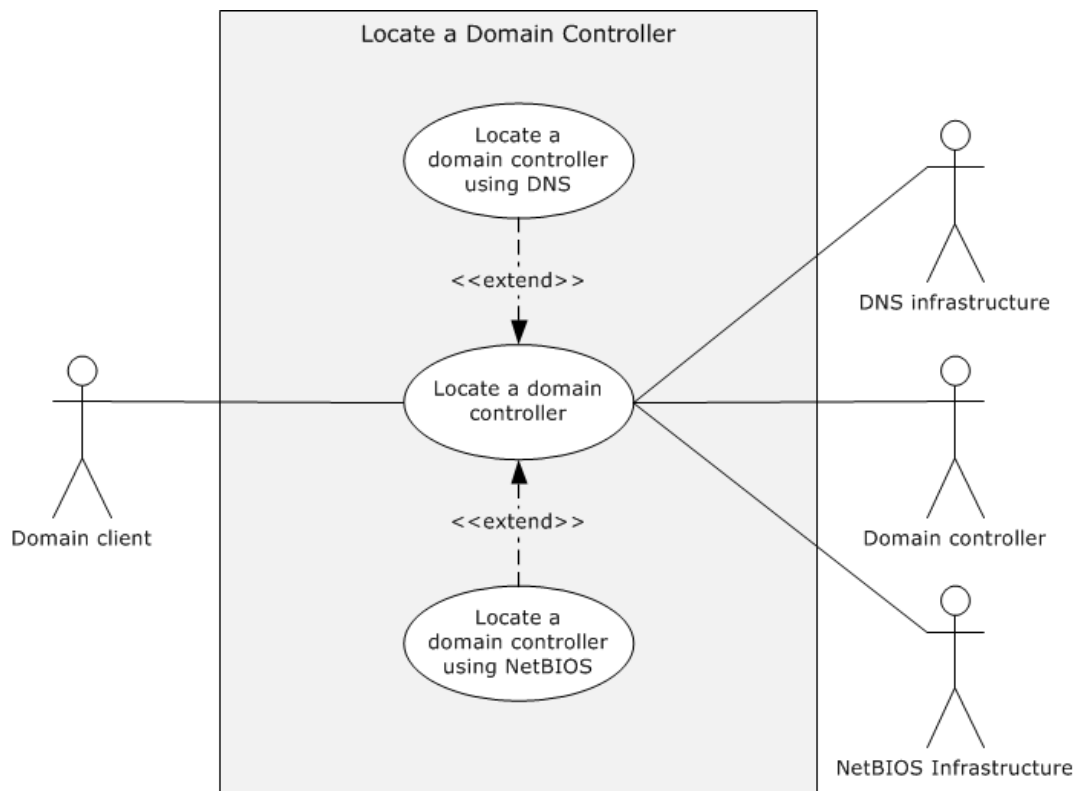 Locate a Domain Controller
Locate a
domain controller
using DNS
<<extend>>
DNS infrastructure
Locate a domain
controller
Domain client
<<extend>>
Domain controller
Locate a
domain controller
using NetBIOS
NetBIOS Infrastructure